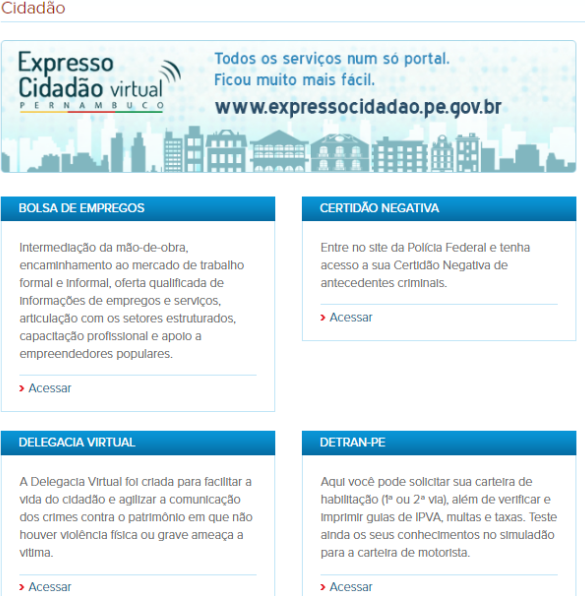 Cidadão
Expresso
Cidadão virtual
PERNAMBUCO
Todos os serviços num só portal.
Ficou muito mais fácil.
www.expressocidadao.pe.gov.br
BOLSA DE EMPREGOS
Intermediação da mão-de-obra,
encaminhamento ao mercado de trabalho
formal e informal, oferta qualificada de
informações de empregos e serviços,
articulação com os setores estruturados,
capacitação profissional e apoio a
empreendedores populares.
Acessar
CERTIDÃO NEGATIVA
Entre no site da Polícia Federal e tenha
acesso a sua Certidão Negativa de
antecedentes criminais.
Acessar
DELEGACIA VIRTUAL
A Delegacia Virtual foi criada para facilitar a
vida do cidadão e agilizar a comunicação
dos crimes contra o patrimônio em que não
houver violência física ou grave ameaça a
vitima.
Acessar
DETRAN-PE
Aqui você pode solicitar sua carteira de
habilitação (1ª ou 2ª via), além de verificar e
imprimir guias de IPVA, multas e taxas. Teste
ainda os seus conhecimentos no simuladão
para a carteira de motorista.
Acessar